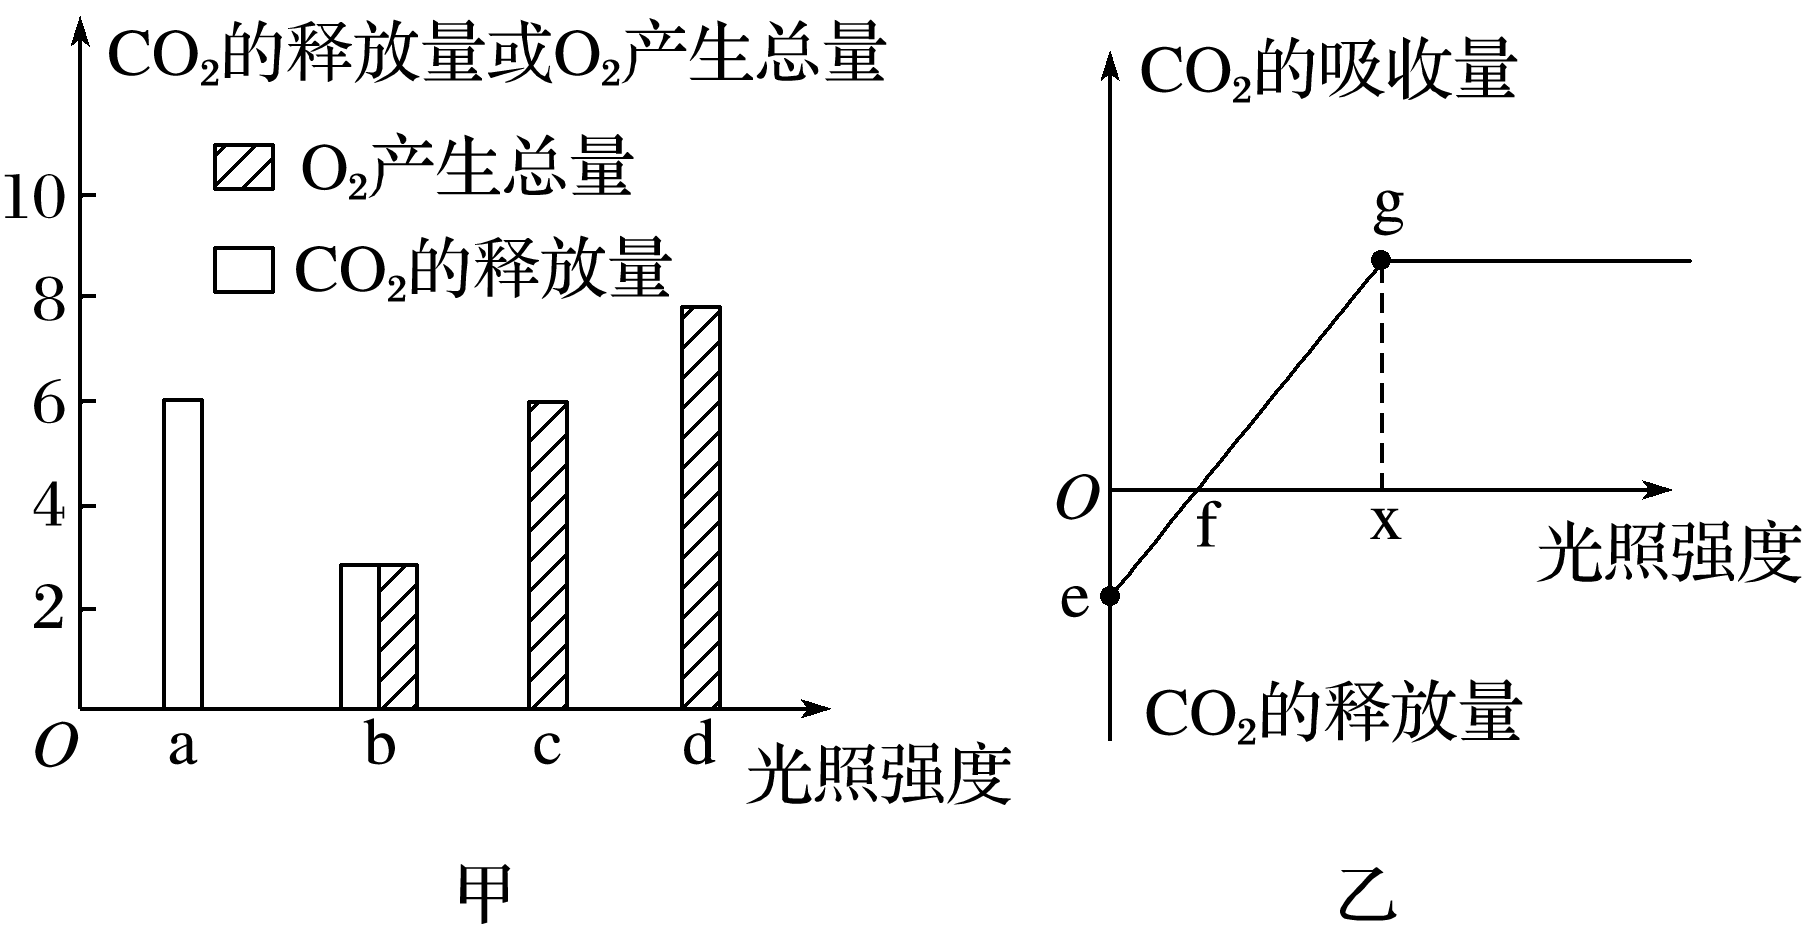 CO₂的释放量或O₂产生总量
O₂产生总量
CO₂的释放量
10
8
6
4
2
O
a
b
c
d
光照强度
甲
CO₂的吸收量
g
O
f
x
光照强度
e
CO₂的释放量
乙